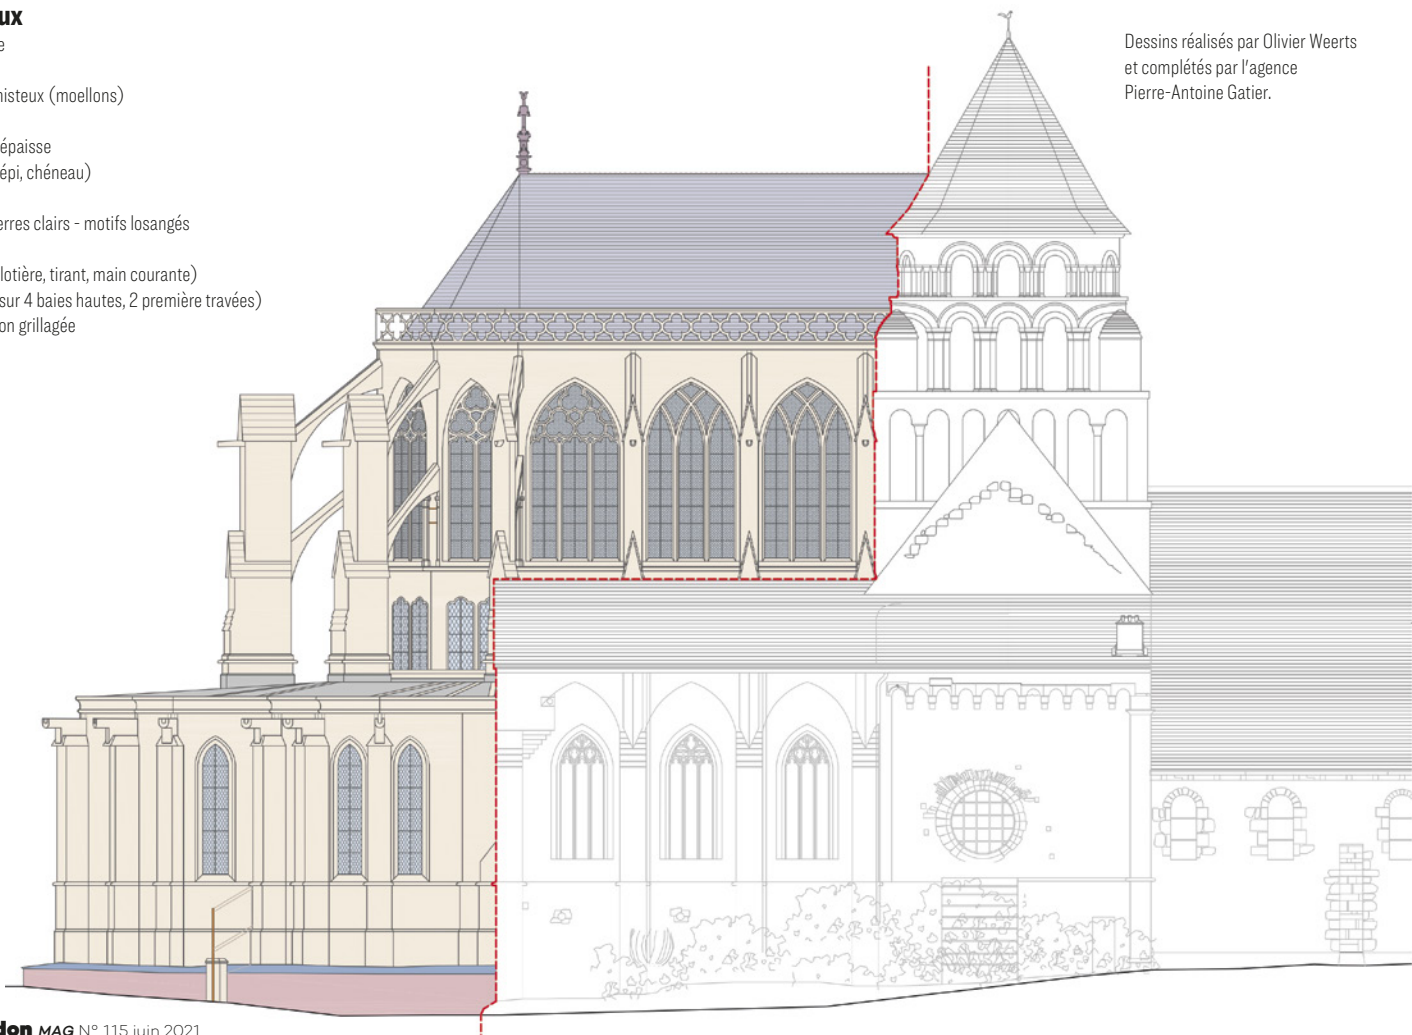 ux
e
nisteux (moellons)
épaisse
épi, chéneau)
erres clairs - motifs losangés
lotière, tirant, main courante)
sur 4 baies hautes, 2 première travées)
on grillagée
Dessins réalisés par Olivier Weerts
et complétés par l'agence
Pierre-Antoine Gatier.
don MAG N° 115 juin 2021